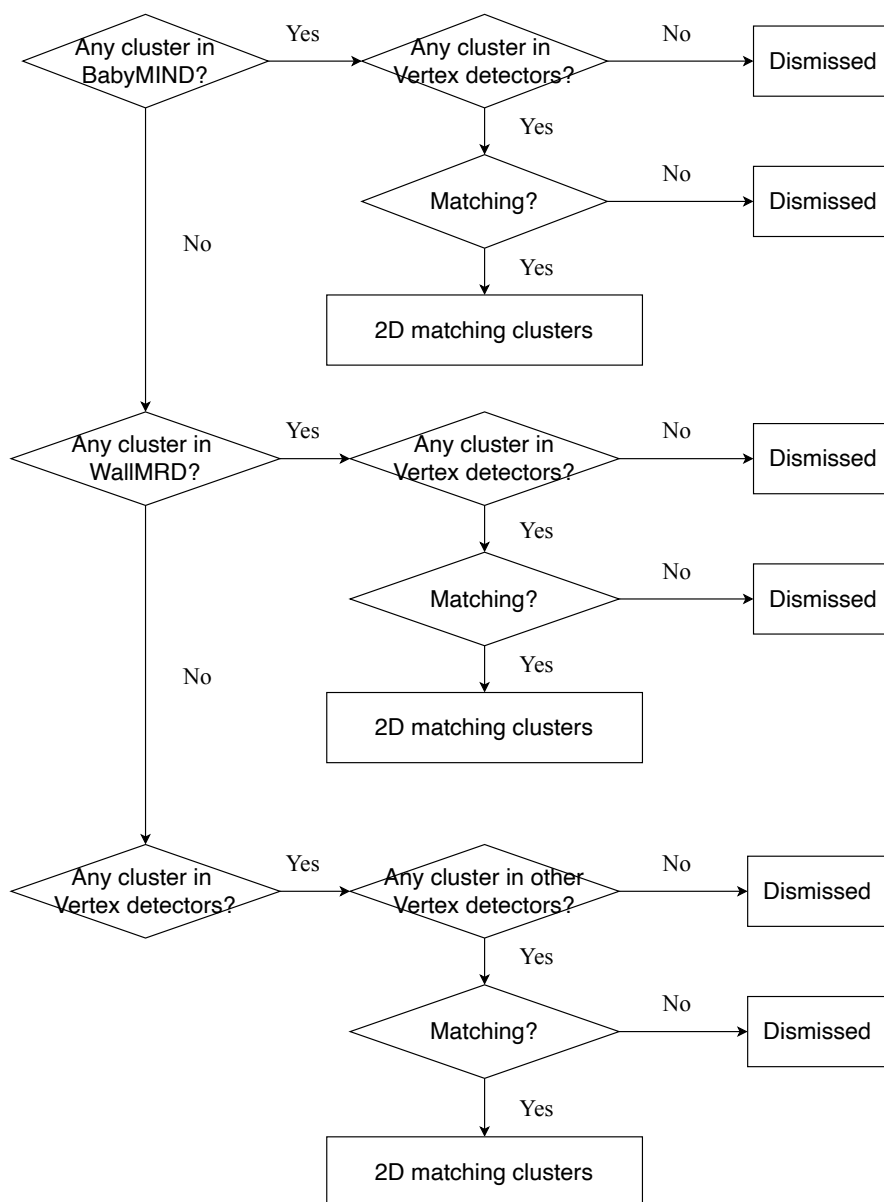 Any cluster in
BabyMIND?
Yes
Any cluster in
Vertex detectors?
No
Dismissed
Yes
Matching?
No
Dismissed
No
Yes
2D matching clusters
Any cluster in
WallMRD?
Yes
Any cluster in
Vertex detectors?
No
Dismissed
Yes
Matching?
No
Dismissed
No
Yes
2D matching clusters
Any cluster in
Vertex detectors?
Yes
Any cluster in other
Vertex detectors?
No
Dismissed
Yes
Matching?
No
Dismissed
Yes
2D matching clusters